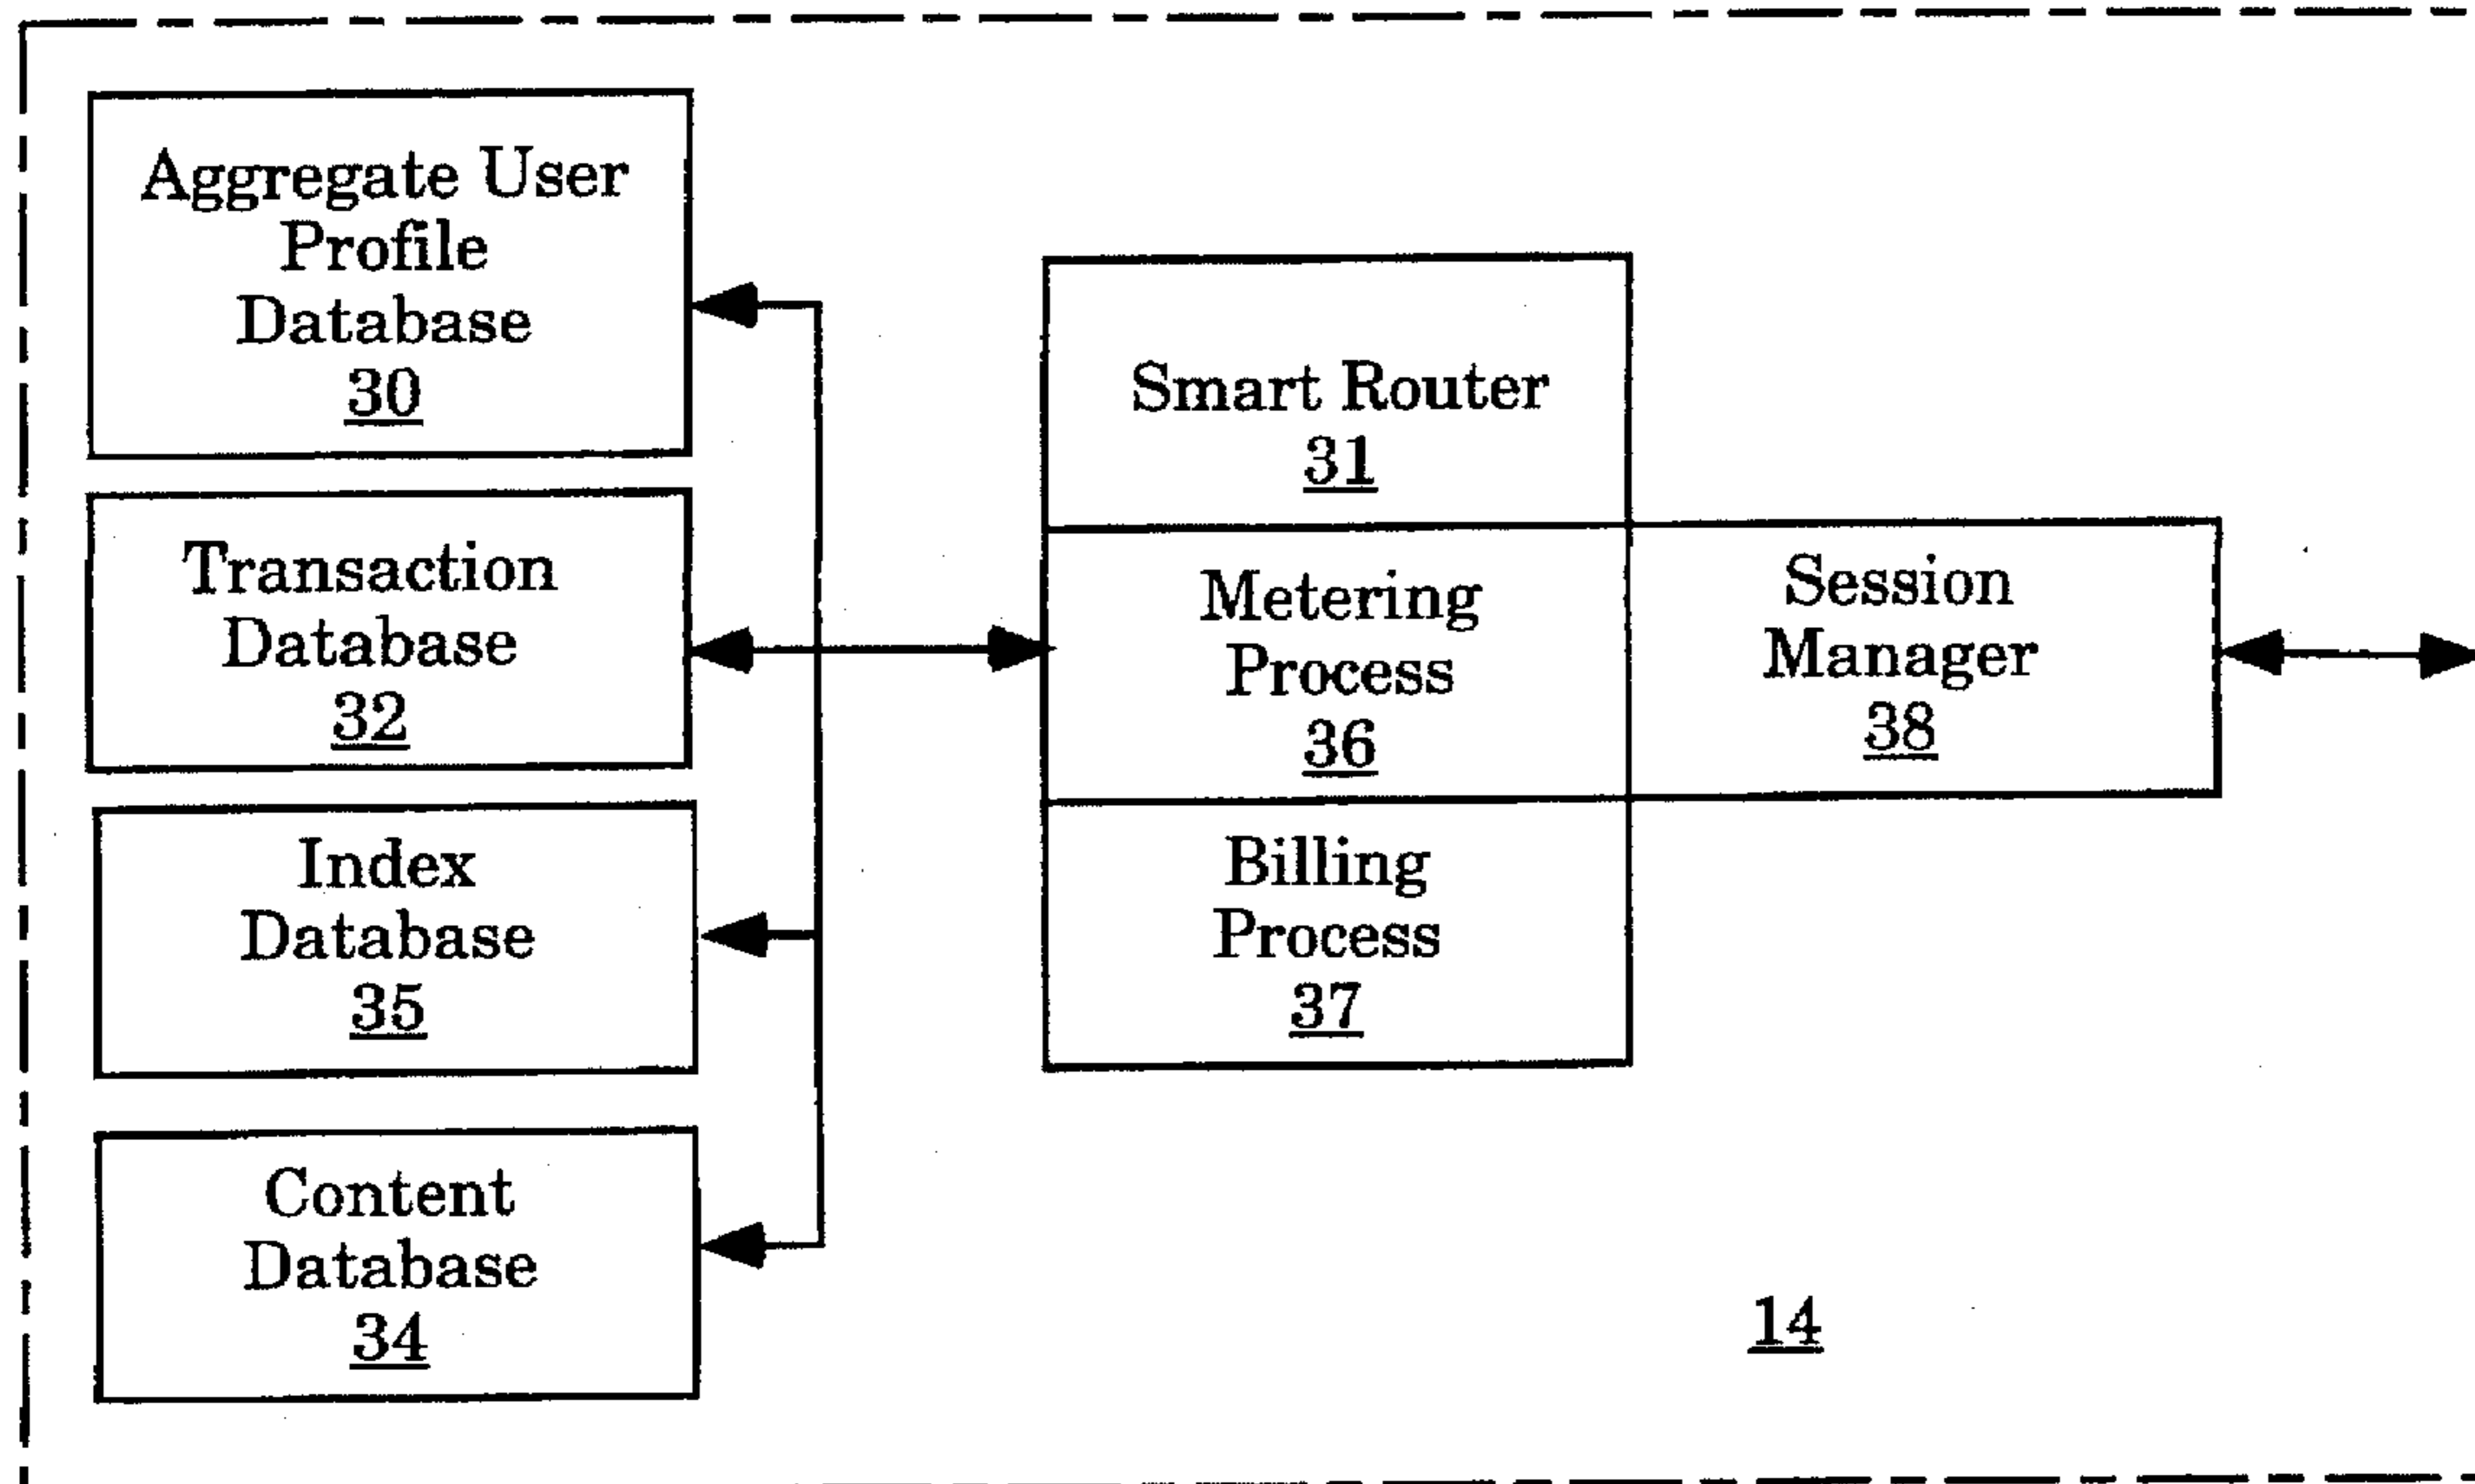 Aggregate User
Profile
Database
30
Transaction
Database
32
Index
Database
35
Content
Database
34
Smart Router
31
Metering
Process
36
Billing
Process
37
Session
Manager
38
14